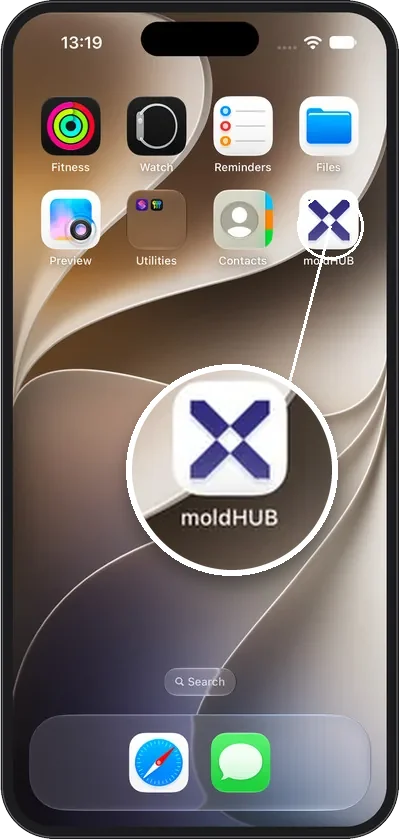 13:19
Fitness
Watch
Reminders
Files
Preview
Utilities
Contacts
moldHUB
moldHUB
Search